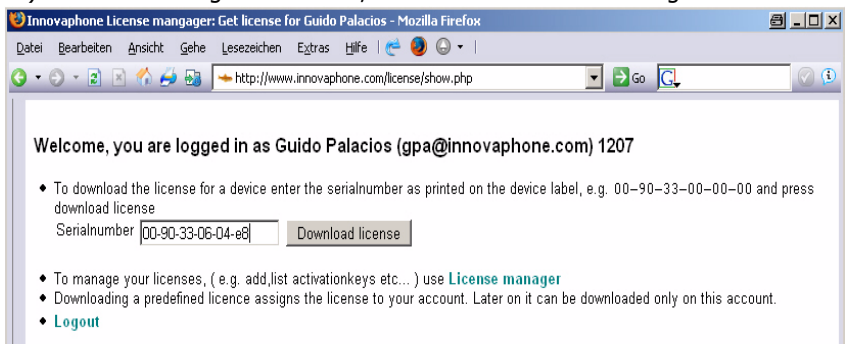 Innovaphone License mangager: Get license for Guido Palacios - Mozilla Firefox
Datei Bearbeiten Ansicht Gehe Lesezeichen Extras Hilfe
http://www.innovaphone.com/license/show.php Go
Welcome, you are logged in as Guido Palacios (gpa@innovaphone.com) 1207
To download the license for a device enter the serialnumber as printed on the device label, e.g. 00-90-33-00-00-00 and press
download license
Serialnumber 00-90-33-06-04-e8 Download license
To manage your licenses, ( e.g. add,list activationkeys etc... ) use License manager
Downloading a predefined licence assigns the license to your account. Later on it can be downloaded only on this account.
Logout